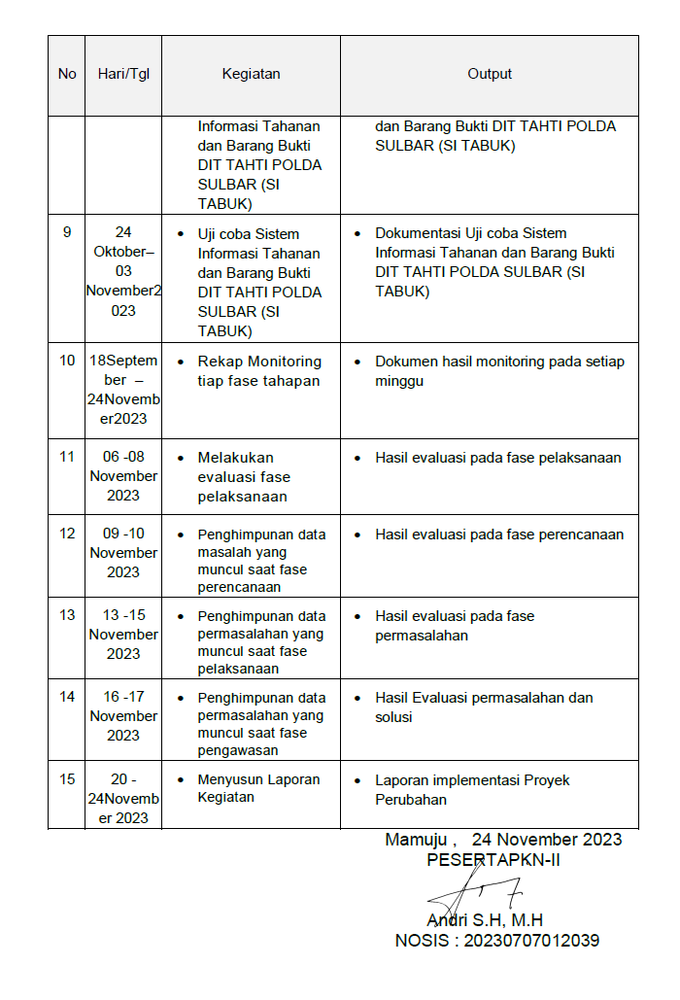 No Hari/Tgl Kegiatan Output
Informasi Tahanan
dan Barang Bukti
DIT TAHTI POLDA
SULBAR (SI
TABUK)
dan Barang Bukti DIT TAHTI POLDA
SULBAR (SI TABUK)
9
24
Oktober–
03
November2
023
• Uji coba Sistem
Informasi Tahanan
dan Barang Bukti
DIT TAHTI POLDA
SULBAR (SI
TABUK)
• Dokumentasi Uji coba Sistem
Informasi Tahanan dan Barang Bukti
DIT TAHTI POLDA SULBAR (SI
TABUK)
10
18Septem
ber –
24Novemb
er2023
• Rekap Monitoring
tiap fase tahapan
• Dokumen hasil monitoring pada setiap
minggu
11
06 -08
November
2023
• Melakukan
evaluasi fase
pelaksanaan
• Hasil evaluasi pada fase pelaksanaan
12
09 -10
November
2023
• Penghimpunan data
masalah yang
muncul saat fase
perencanaan
• Hasil evaluasi pada fase perencanaan
13
13 -15
November
2023
• Penghimpunan data
permasalahan yang
muncul saat fase
pelaksanaan
• Hasil evaluasi pada fase
permasalahan
14
16 -17
November
2023
• Penghimpunan data
permasalahan yang
muncul saat fase
pengawasan
• Hasil Evaluasi permasalahan dan
solusi
15
20 -
24Novemb
er 2023
• Menyusun Laporan
Kegiatan
• Laporan implementasi Proyek
Perubahan
Mamuju , 24 November 2023
PESERTAPKN-II
Andri S.H, M.H
NOSIS : 20230707012039